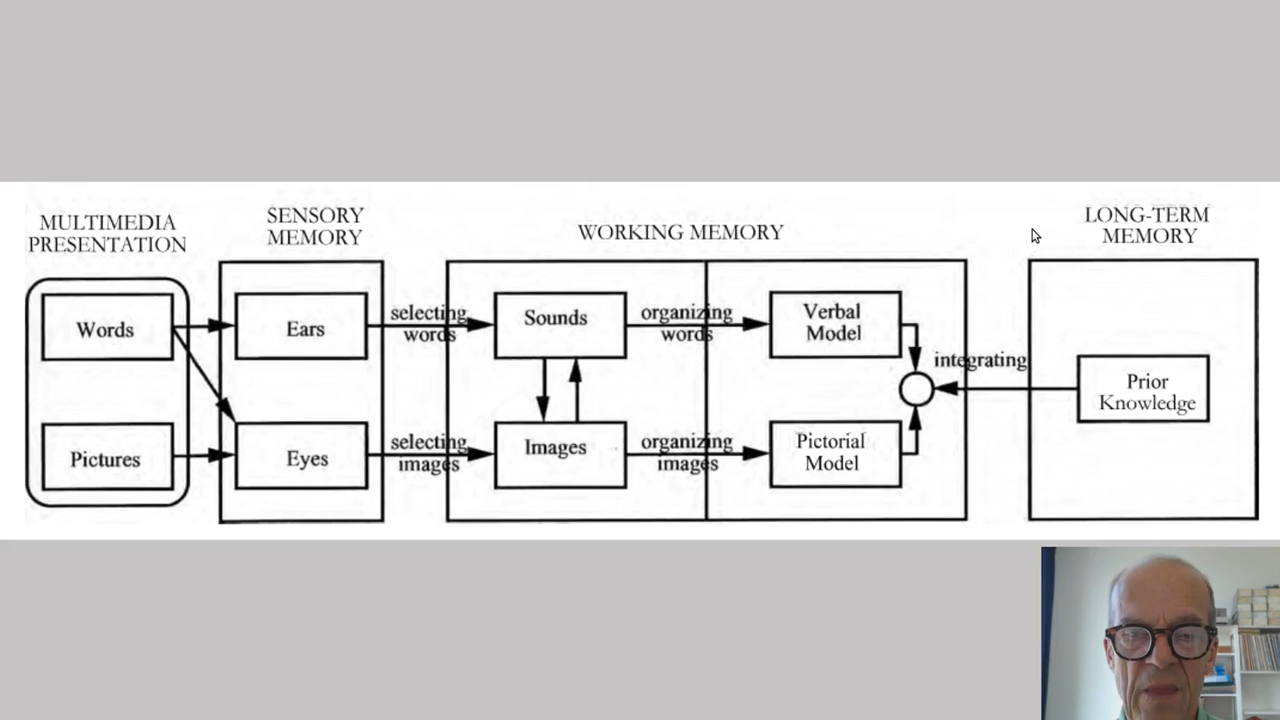 MULTIMEDIA
PRESENTATION
SENSORY
MEMORY
WORKING MEMORY
LONG-TERM
MEMORY
Words
Ears
selecting
words
Sounds
organizing
words
Verbal
Model
integrating
Prior
Knowledge
Pictures
Eyes
selecting
images
Images
organizing
images
Pictorial
Model